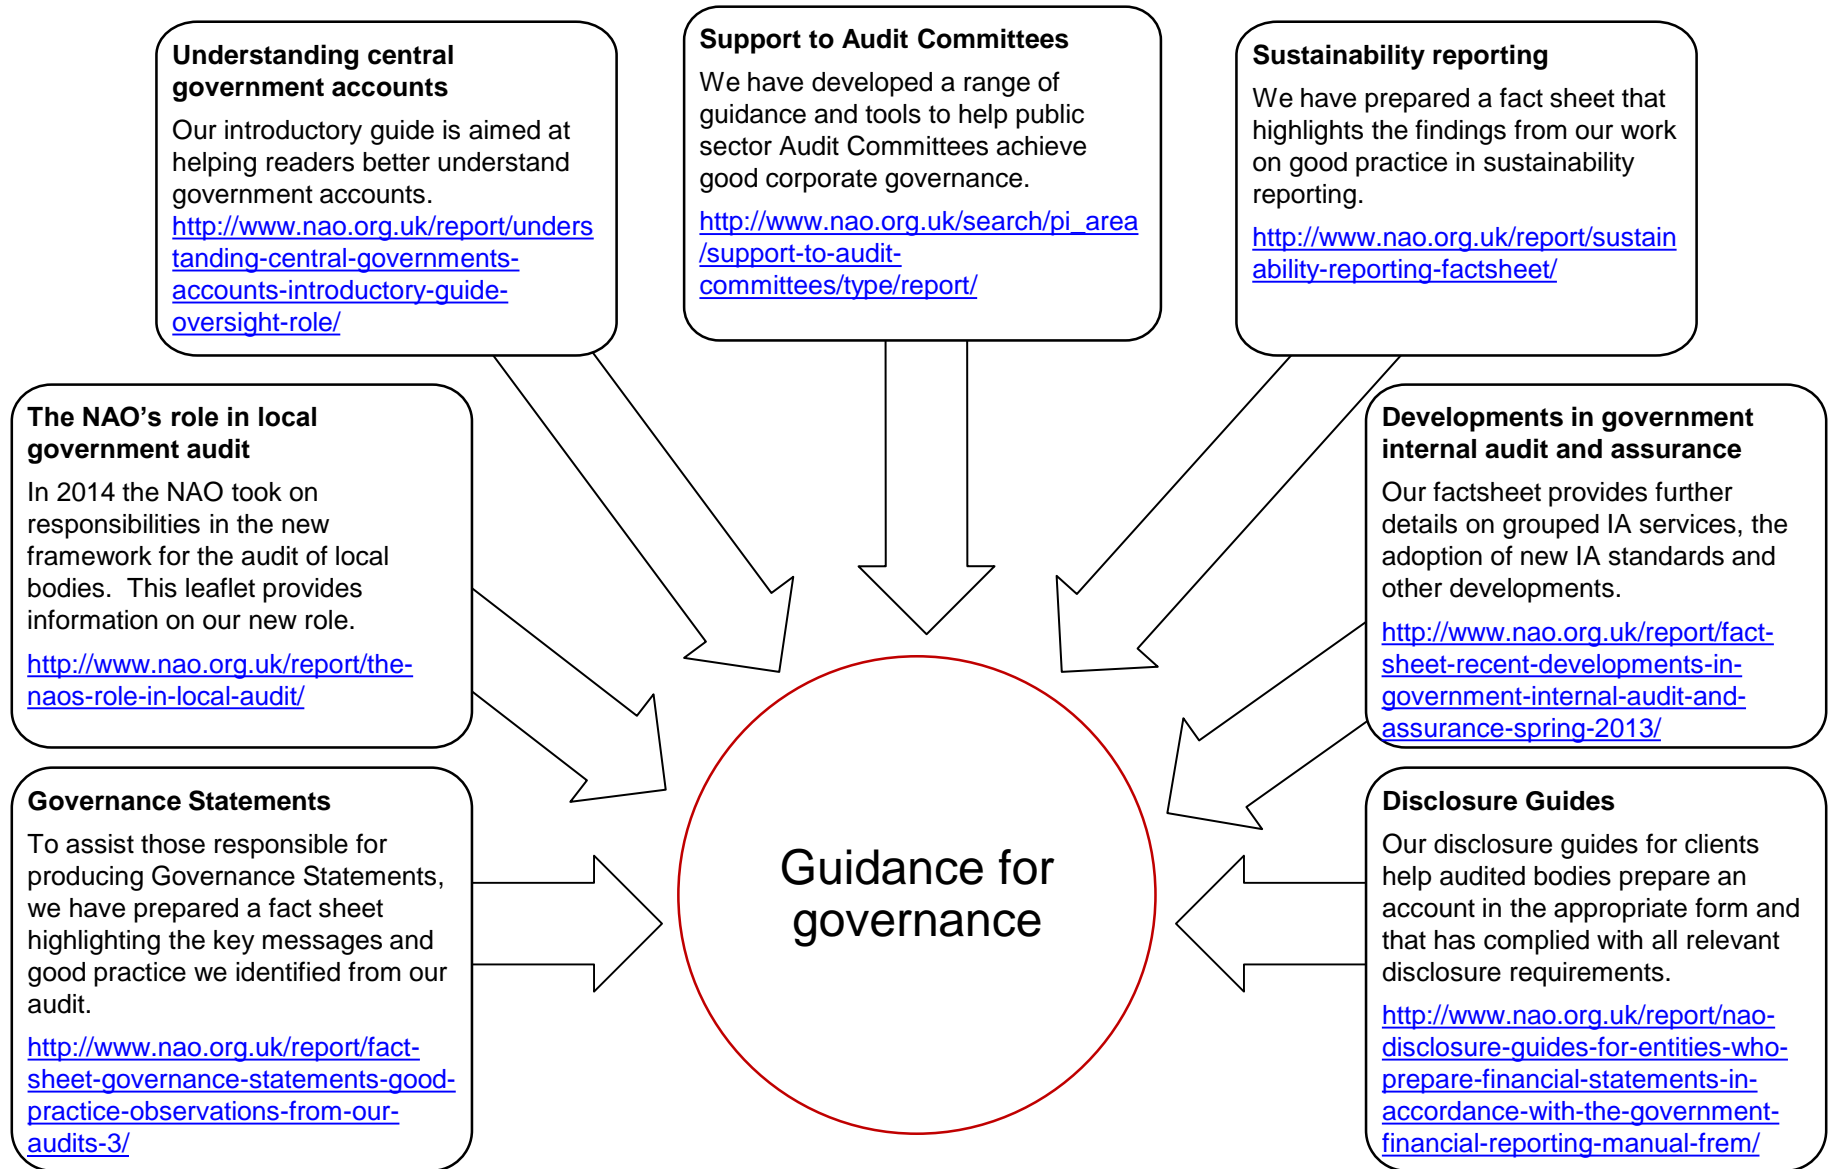 Understanding central
government accounts
Our introductory guide is aimed at
helping readers better understand
government accounts.
http://www.nao.org.uk/report/unders
tanding-central-governments-
accounts-introductory-guide-
oversight-role/
Support to Audit Committees
We have developed a range of
guidance and tools to help public
sector Audit Committees achieve
good corporate governance.
http://www.nao.org.uk/search/pi_area
/support-to-audit-
committees/type/report/
Sustainability reporting
We have prepared a fact sheet that
highlights the findings from our work
on good practice in sustainability
reporting.
http://www.nao.org.uk/report/sustain
ability-reporting-factsheet/
The NAO’s role in local
government audit
In 2014 the NAO took on
responsibilities in the new
framework for the audit of local
bodies.  This leaflet provides
information on our new role.
http://www.nao.org.uk/report/the-
naos-role-in-local-audit/
Developments in government
internal audit and assurance
Our factsheet provides further
details on grouped IA services, the
adoption of new IA standards and
other developments.
http://www.nao.org.uk/report/fact-
sheet-recent-developments-in-
government-internal-audit-and-
assurance-spring-2013/
Governance Statements
To assist those responsible for
producing Governance Statements,
we have prepared a fact sheet
highlighting the key messages and
good practice we identified from our
audit.
http://www.nao.org.uk/report/fact-
sheet-governance-statements-good-
practice-observations-from-our-
audits-3/
Guidance for
governance
Disclosure Guides
Our disclosure guides for clients
help audited bodies prepare an
account in the appropriate form and
that has complied with all relevant
disclosure requirements.
http://www.nao.org.uk/report/nao-
disclosure-guides-for-entities-who-
prepare-financial-statements-in-
accordance-with-the-government-
financial-reporting-manual-frem/